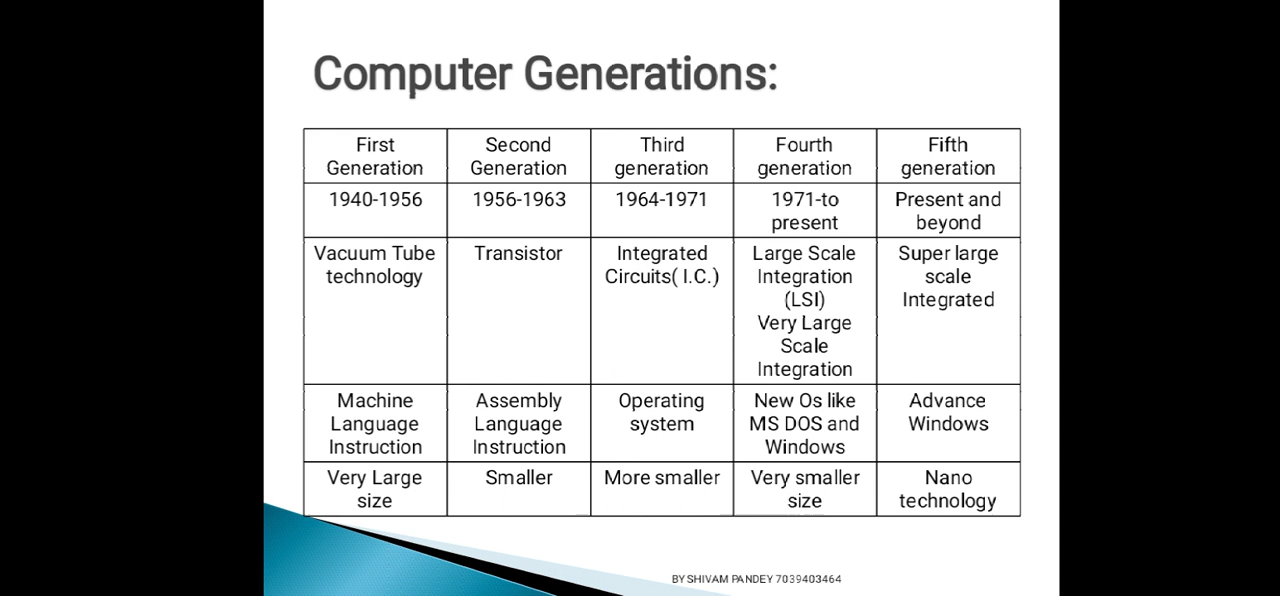 Computer Generations:
First Generation
Second Generation
Third generation
Fourth generation
Fifth generation
1940-1956
1956-1963
1964-1971
1971-to present
Present and beyond
Vacuum Tube technology
Transistor
Integrated Circuits( I.C.)
Large Scale Integration (LSI) Very Large Scale Integration
Super large scale Integrated
Machine Language Instruction
Assembly Language Instruction
Operating system
New Os like MS DOS and Windows
Advance Windows
Very Large size
Smaller
More smaller
Very smaller size
Nano technology
BY SHIVAM PANDEY 7039403464